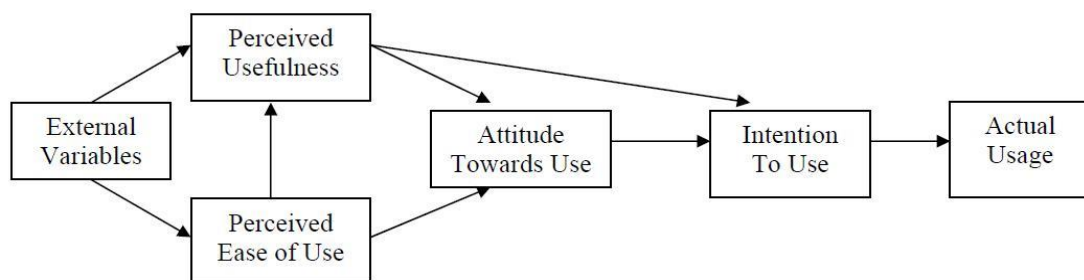 External
Variables
Perceived
Usefulness
Perceived
Ease of Use
Attitude
Towards Use
Intention
To Use
Actual
Usage